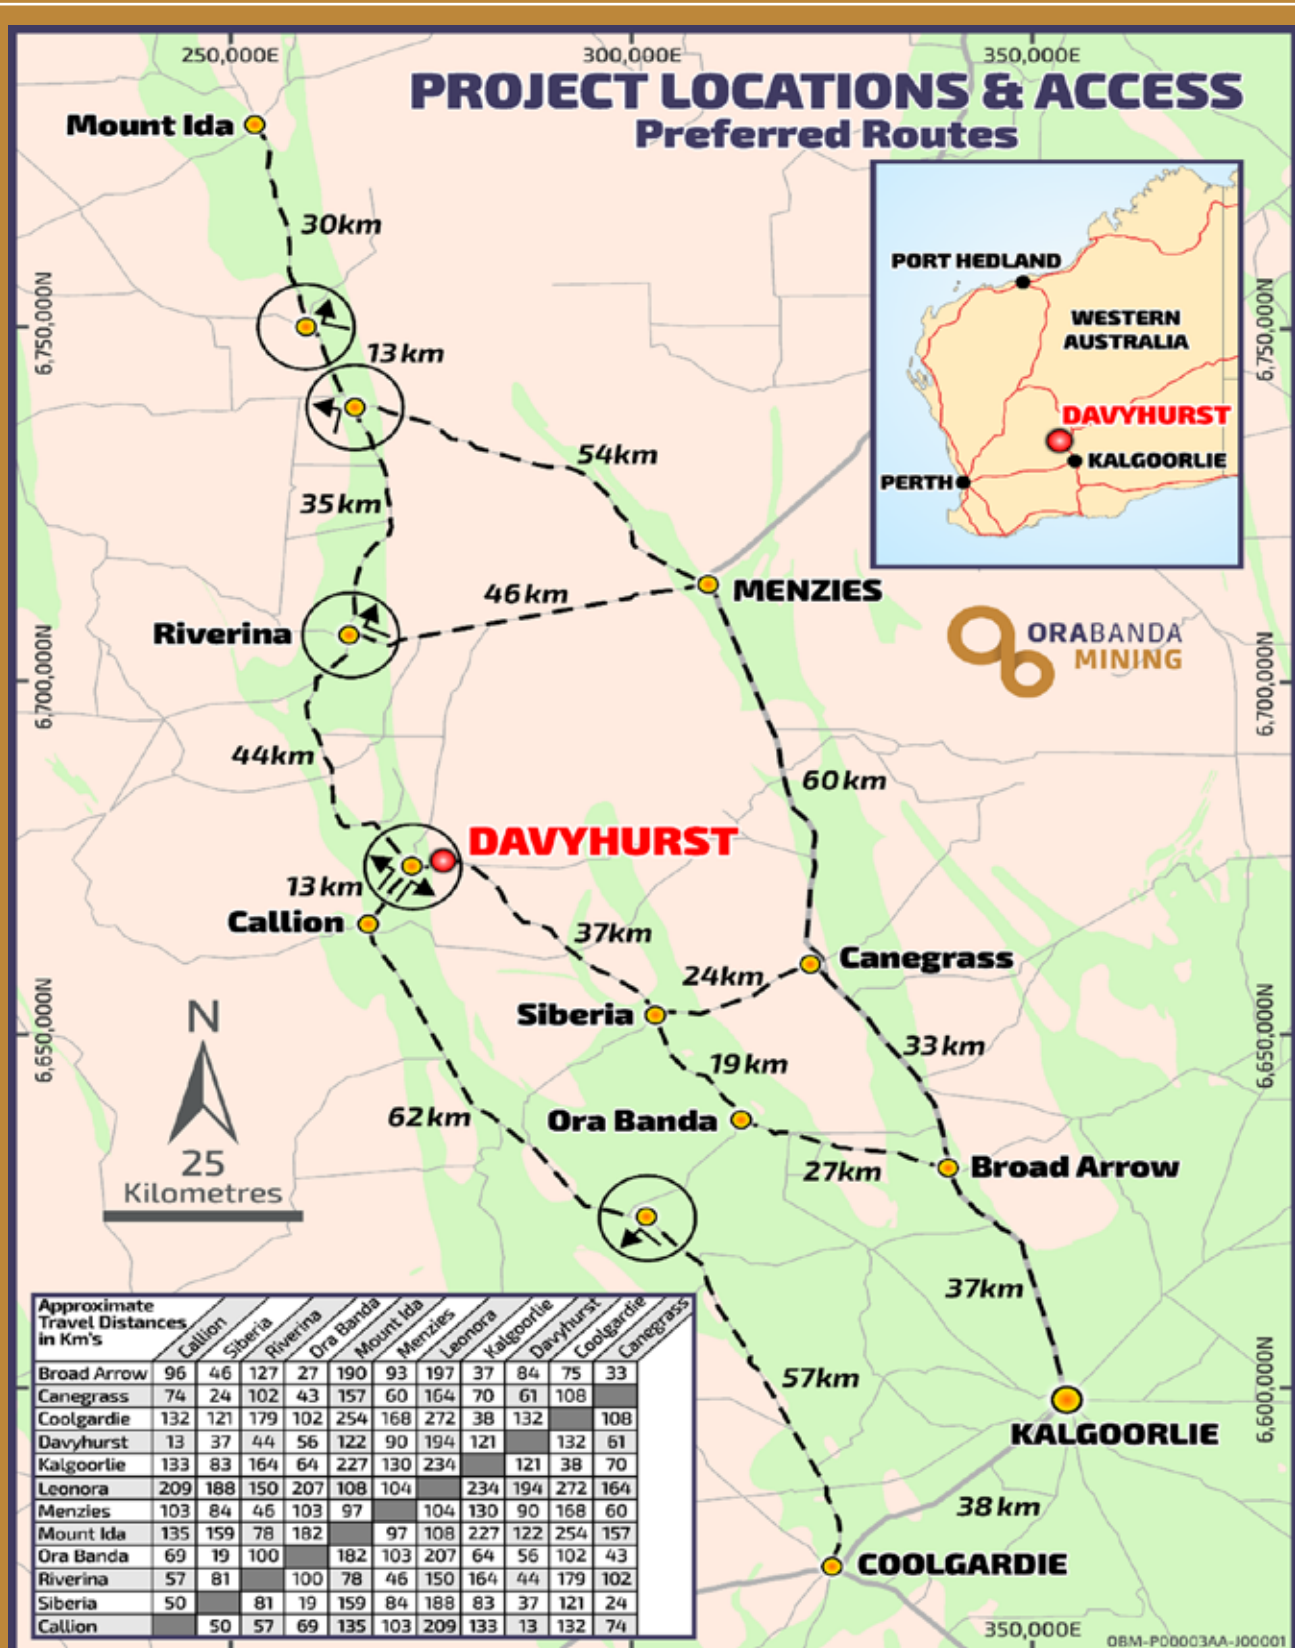 250,000E
300,000E
350,000E
PROJECT LOCATIONS & ACCESS
Preferred Routes
Mount Ida
30km
PORT HEDLAND
WESTERN
AUSTRALIA
DAVYHURST
KALGOORLIE
PERTH
6,750,000N
6,750,000N
13km
54km
35km
46km
MENZIES
Riverina
ORABANDA
MINING
6,700,000N
6,700,000N
44km
60km
DAVYHURST
13km
Callion
37km
Canegrass
24km
Siberia
N
6,650,000N
6,650,000N
33km
19km
62km
Ora Banda
25
Kilometres
27km
Broad Arrow
37km
57km
6,600,000N
KALGOORLIE
38km
COOLGARDIE
350,000E
OBM-P00003AA-J00001
Approximate
Travel Distances
in Km's
Callion Siberia Riverina Ora Banda Mount Ida Menzies Leonora Kalgoorlie Davyhurst Coolgardie Canegrass
Broad Arrow 96 46 127 27 190 93 197 37 84 75 33
Canegrass 74 24 102 43 157 60 164 70 61 108
Coolgardie 132 121 179 102 254 168 272 38 132 108
Davyhurst 13 37 44 56 122 90 194 121 132 61
Kalgoorlie 133 83 164 64 227 130 234 121 38 70
Leonora 209 188 150 207 108 104 234 194 272 164
Menzies 103 84 46 103 97 104 130 90 168 60
Mount Ida 135 159 78 182 97 108 227 122 254 157
Ora Banda 69 19 100 182 103 207 64 56 102 43
Riverina 57 81 100 78 46 150 164 44 179 102
Siberia 50 81 19 159 84 188 83 37 121 24
Callion 50 57 69 135 103 209 133 13 132 74